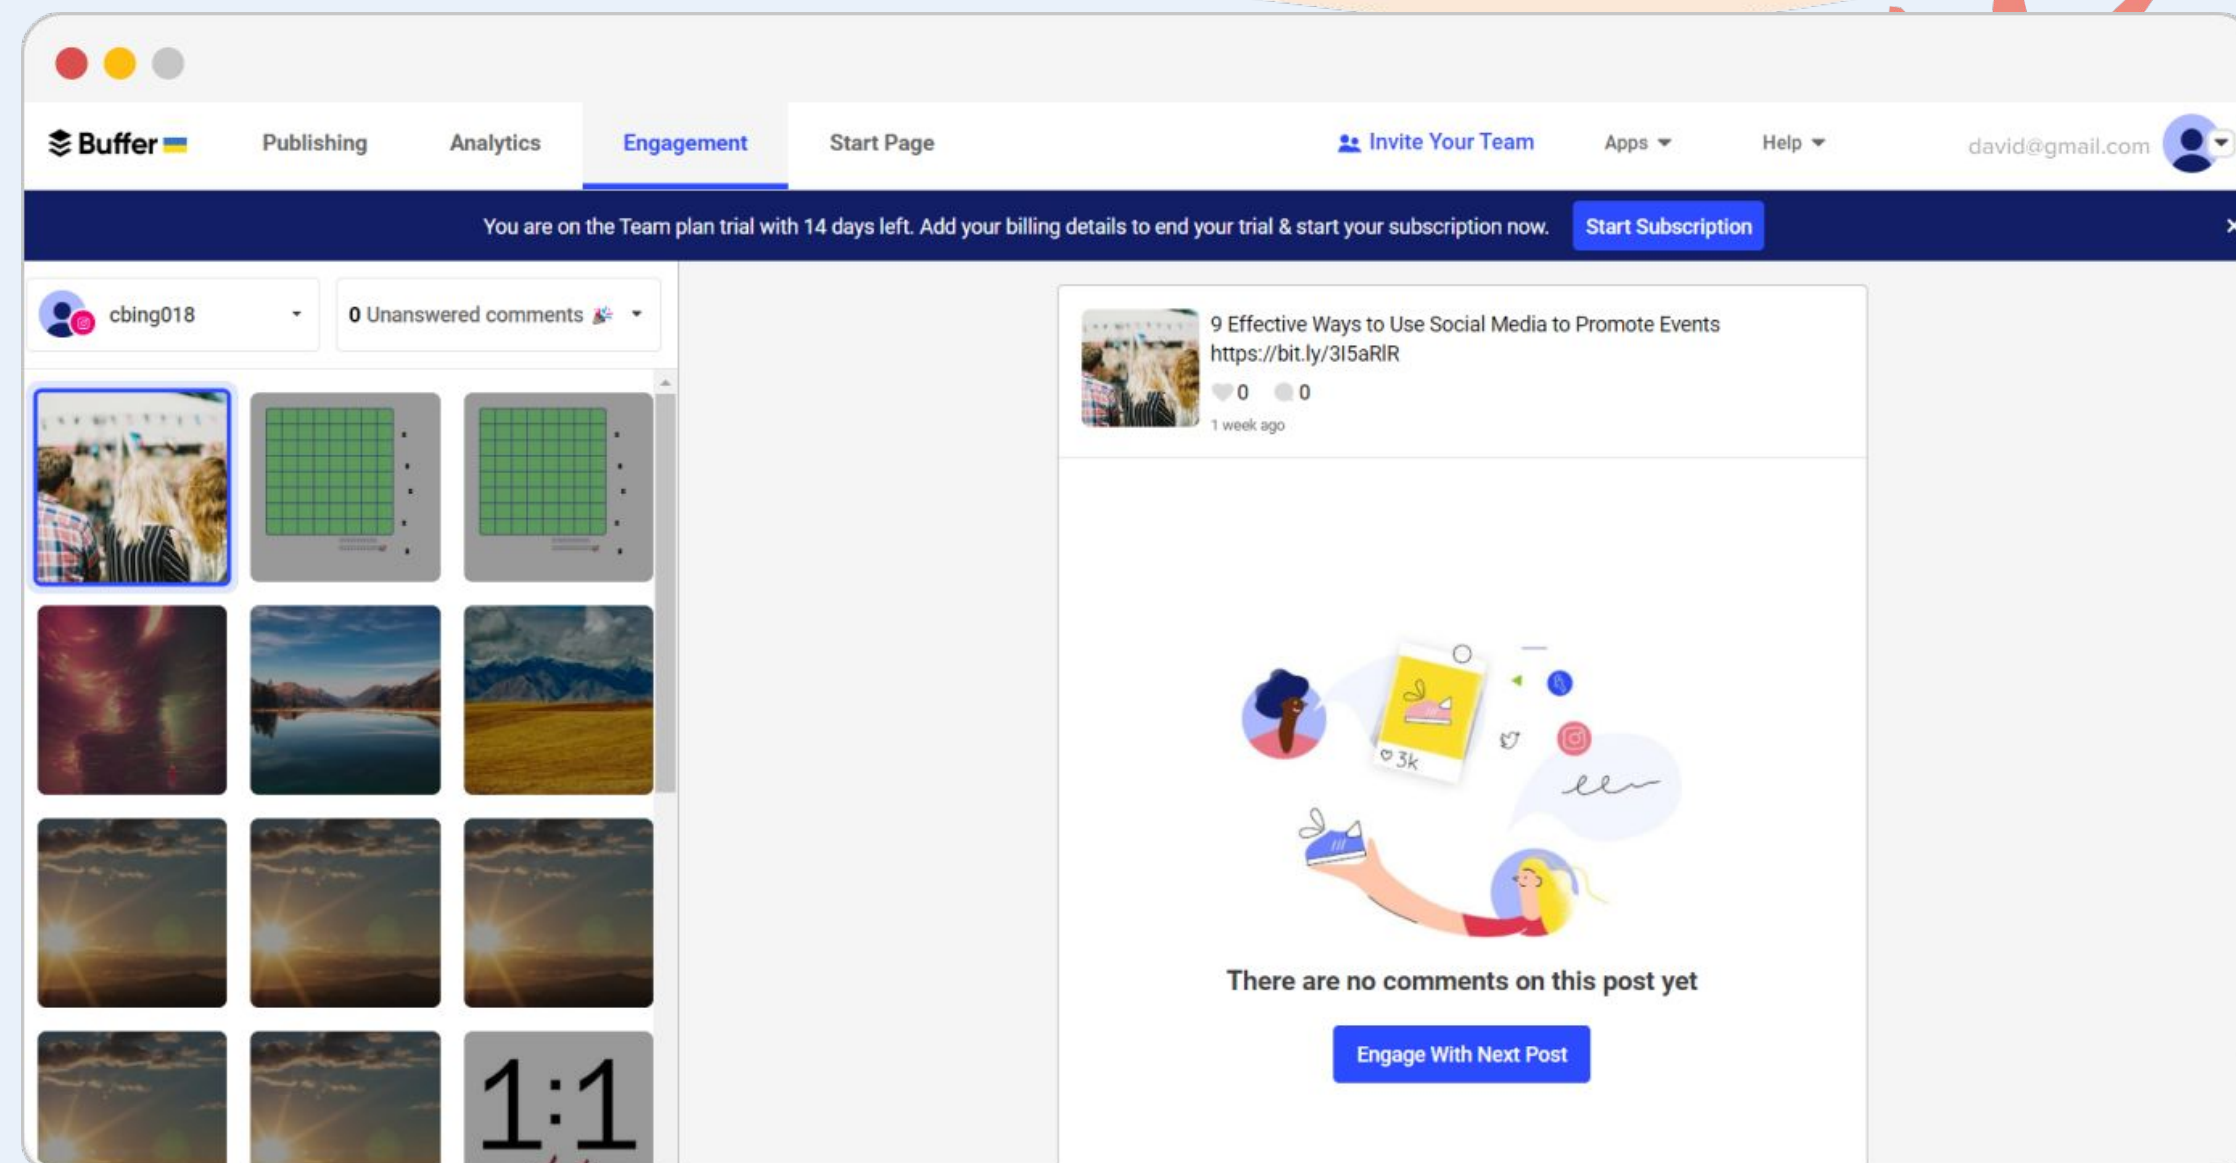 Buffer
Publishing
Analytics
Engagement
Start Page
Invite Your Team
Apps
Help
david@gmail.com
You are on the Team plan trial with 14 days left. Add your billing details to end your trial & start your subscription now.
Start Subscription
cbing018
0 Unanswered comments
9 Effective Ways to Use Social Media to Promote Events
https://bit.ly/3I5aRlR
0
0
1 week ago
3k
There are no comments on this post yet
Engage With Next Post
1:1